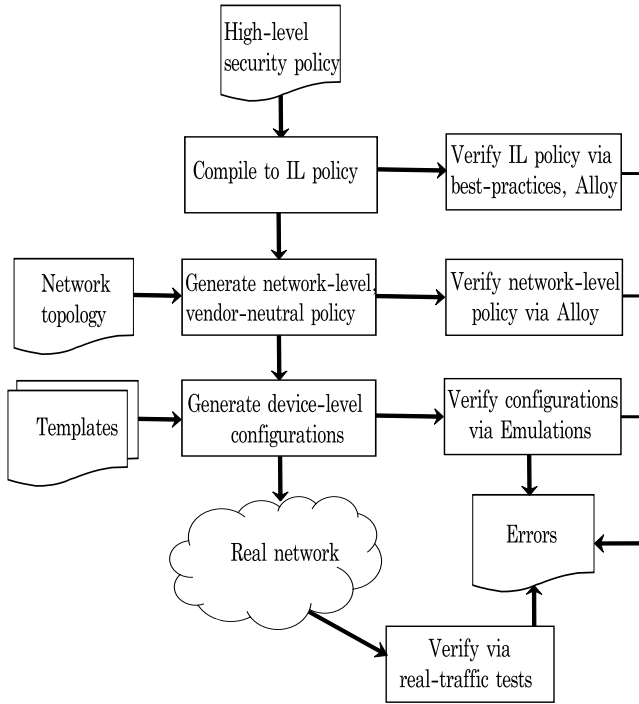 High-level
security policy
Compile to IL policy
Verify IL policy via
best-practices, Alloy
Network
topology
Generate network-level,
vendor-neutral policy
Verify network-level
policy via Alloy
Templates
Generate device-level
configurations
Verify configurations
via Emulations
Real network
Errors
Verify via
real-traffic tests